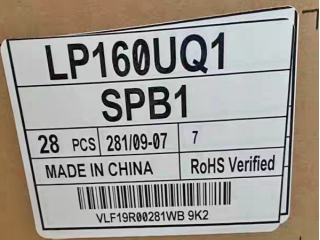 LP160UQ1
SPB1
28 PCS 281/09-07 7
MADE IN CHINA RoHS Verified
VLF19R00281WB 9K2